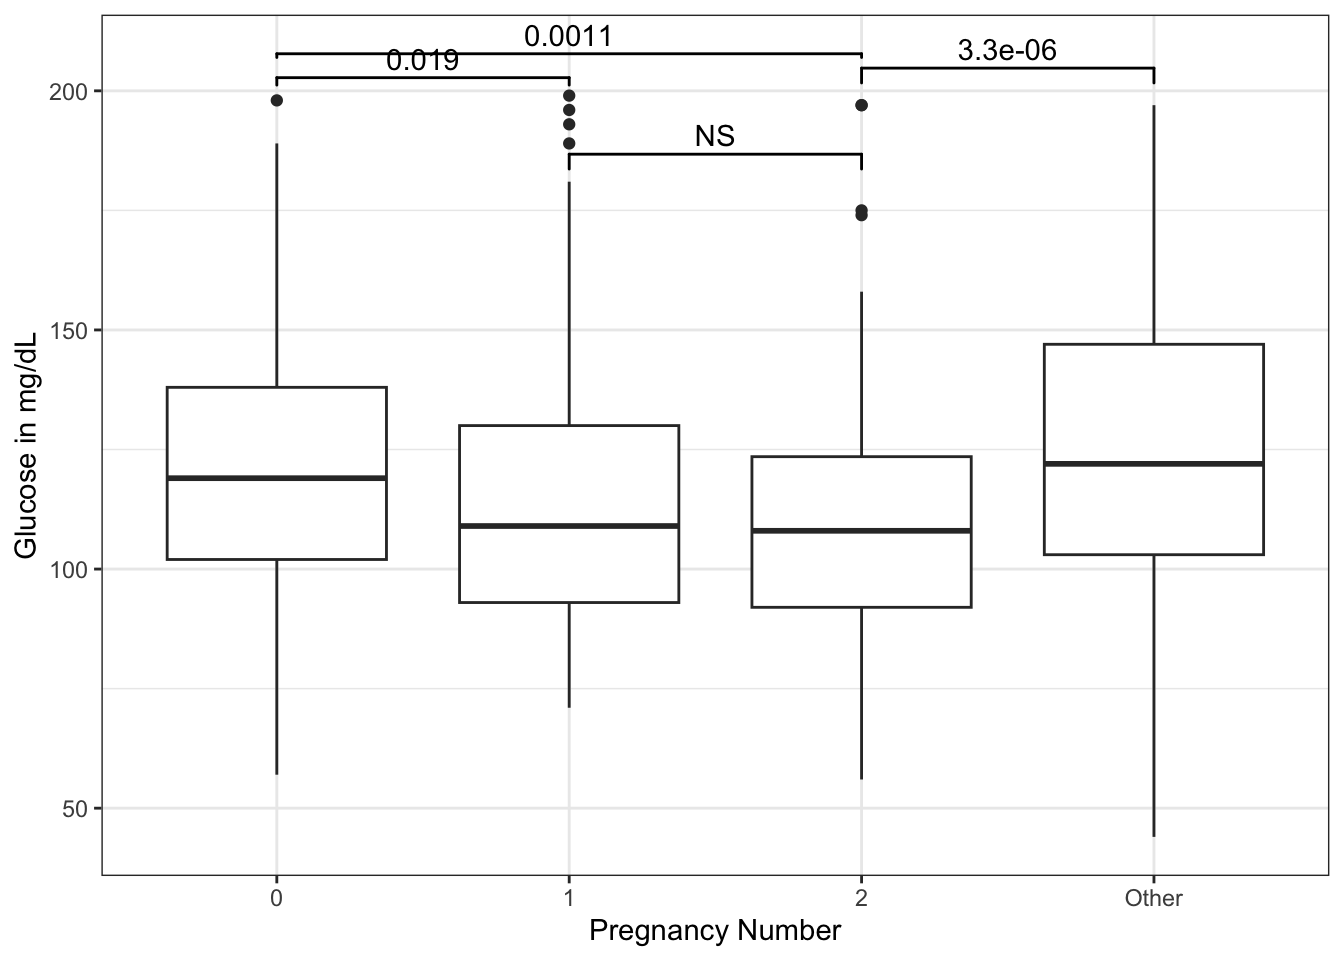 0.0011
0.019
3.3e-06
NS
200
150
100
50
Glucose in mg/dL
0 1 2 Other
Pregnancy Number